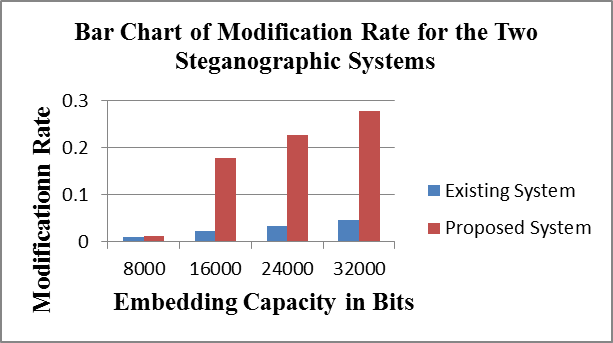 Bar Chart of Modification Rate for the Two
Steganographic Systems
Modificationn Rate
0.3
0.2
0.1
0
8000 16000 24000 32000
Embedding Capacity in Bits
Existing System
Proposed System